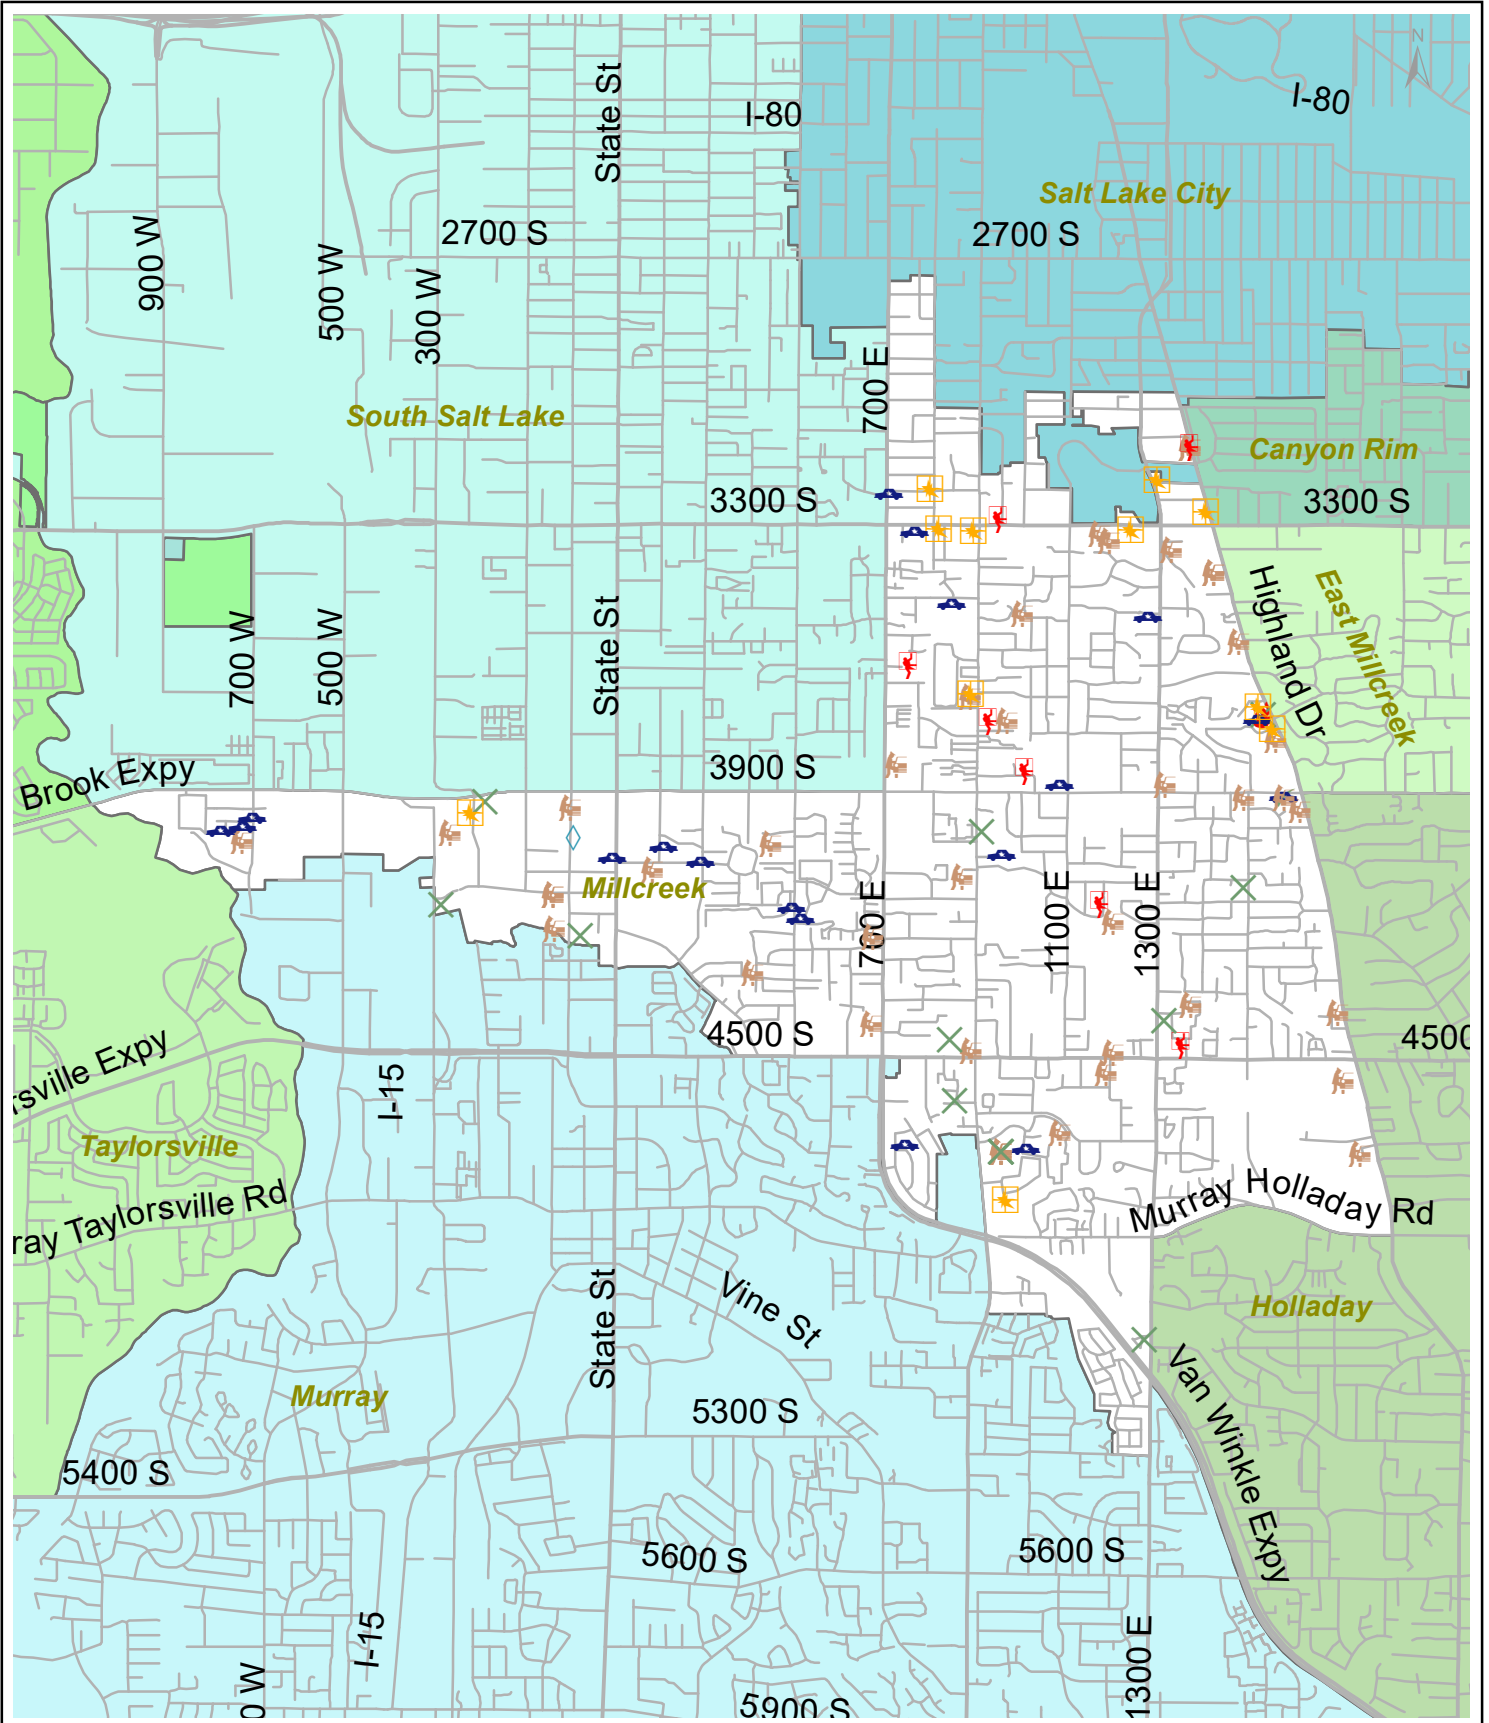 N
I-80
I-80
State St
Salt Lake City
2700 S
2700 S
900 W
500 W
300 W
700 E
South Salt Lake
Canyon Rim
3300 S
3300 S
Highland Dr
East Millcreek
700 W
500 W
State St
3900 S
Brook Expy
Millcreek
700 E
1100 E
1300 E
4500 S
4500
rsville Expy
I-15
Taylorsville
ray Taylorsville Rd
Murray Holladay Rd
Vine St
State St
Holladay
Murray
Van Winkle Expy
5300 S
5400 S
5600 S
5600 S
I-15
1300 E
0 W
5900 S